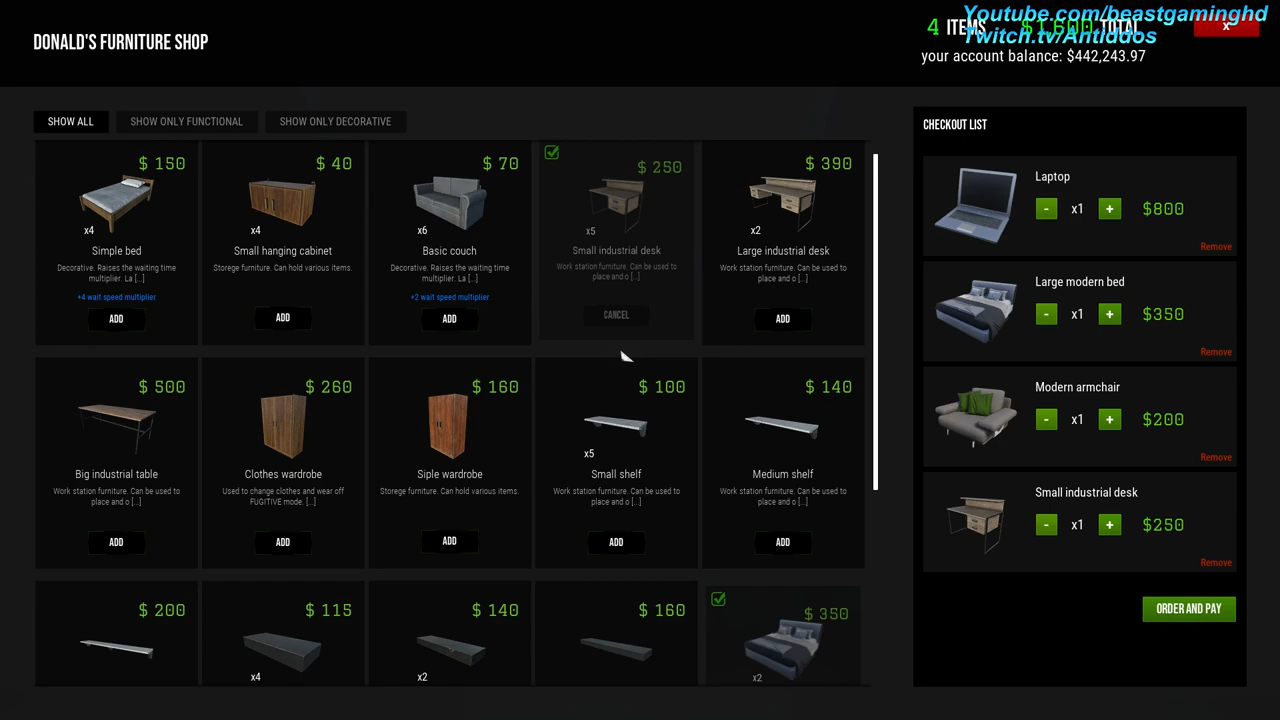 DONALD'S FURNITURE SHOP
4 ITEMS $1,600 TOTAL
Youtube.com/beastgaminghd
Twitch.tv/Antiddos
x
your account balance: $442,243.97
SHOW ALL
SHOW ONLY FUNCTIONAL
SHOW ONLY DECORATIVE
$ 150
x4
Simple bed
Decorative. Raises the waiting time
multiplier. La [...]
+4 wait speed multiplier
ADD
$ 40
x4
Small hanging cabinet
Storege furniture. Can hold various items.
ADD
$ 70
x6
Basic couch
Decorative. Raises the waiting time
multiplier. La [...]
+2 wait speed multiplier
ADD
$ 250
x5
Small industrial desk
Work station furniture. Can be used to
place and o [...]
CANCEL
$ 390
x2
Large industrial desk
Work station furniture. Can be used to
place and o [...]
ADD
$ 500
Big industrial table
Work station furniture. Can be used to
place and o [...]
ADD
$ 260
Clothes wardrobe
Used to change clothes and wear off
FUGITIVE mode. [...]
ADD
$ 160
Siple wardrobe
Storege furniture. Can hold various items.
ADD
$ 100
x5
Small shelf
Work station furniture. Can be used to
place and o [...]
ADD
$ 140
Medium shelf
Work station furniture. Can be used to
place and o [...]
ADD
$ 200
$ 115
x4
$ 140
x2
$ 160
$ 350
x2
CHECKOUT LIST
Laptop
- x1 + $800
Remove
Large modern bed
- x1 + $350
Remove
Modern armchair
- x1 + $200
Remove
Small industrial desk
- x1 + $250
Remove
ORDER AND PAY